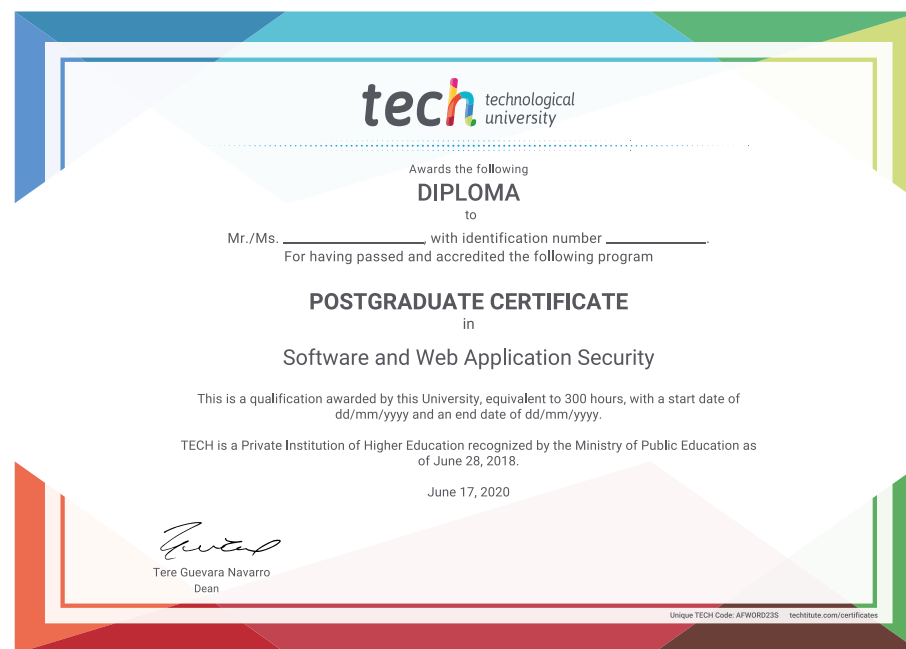 tech technological
university
Awards the following
DIPLOMA
to
Mr./Ms. ____________________, with identification number ______________.
For having passed and accredited the following program
POSTGRADUATE CERTIFICATE
in
Software and Web Application Security
This is a qualification awarded by this University, equivalent to 300 hours, with a start date of
dd/mm/yyyy and an end date of dd/mm/yyyy.
TECH is a Private Institution of Higher Education recognized by the Ministry of Public Education as
of June 28, 2018.
June 17, 2020
Tere Guevara Navarro
Dean
Unique TECH Code: AFWORD23S techtitute.com/certificates